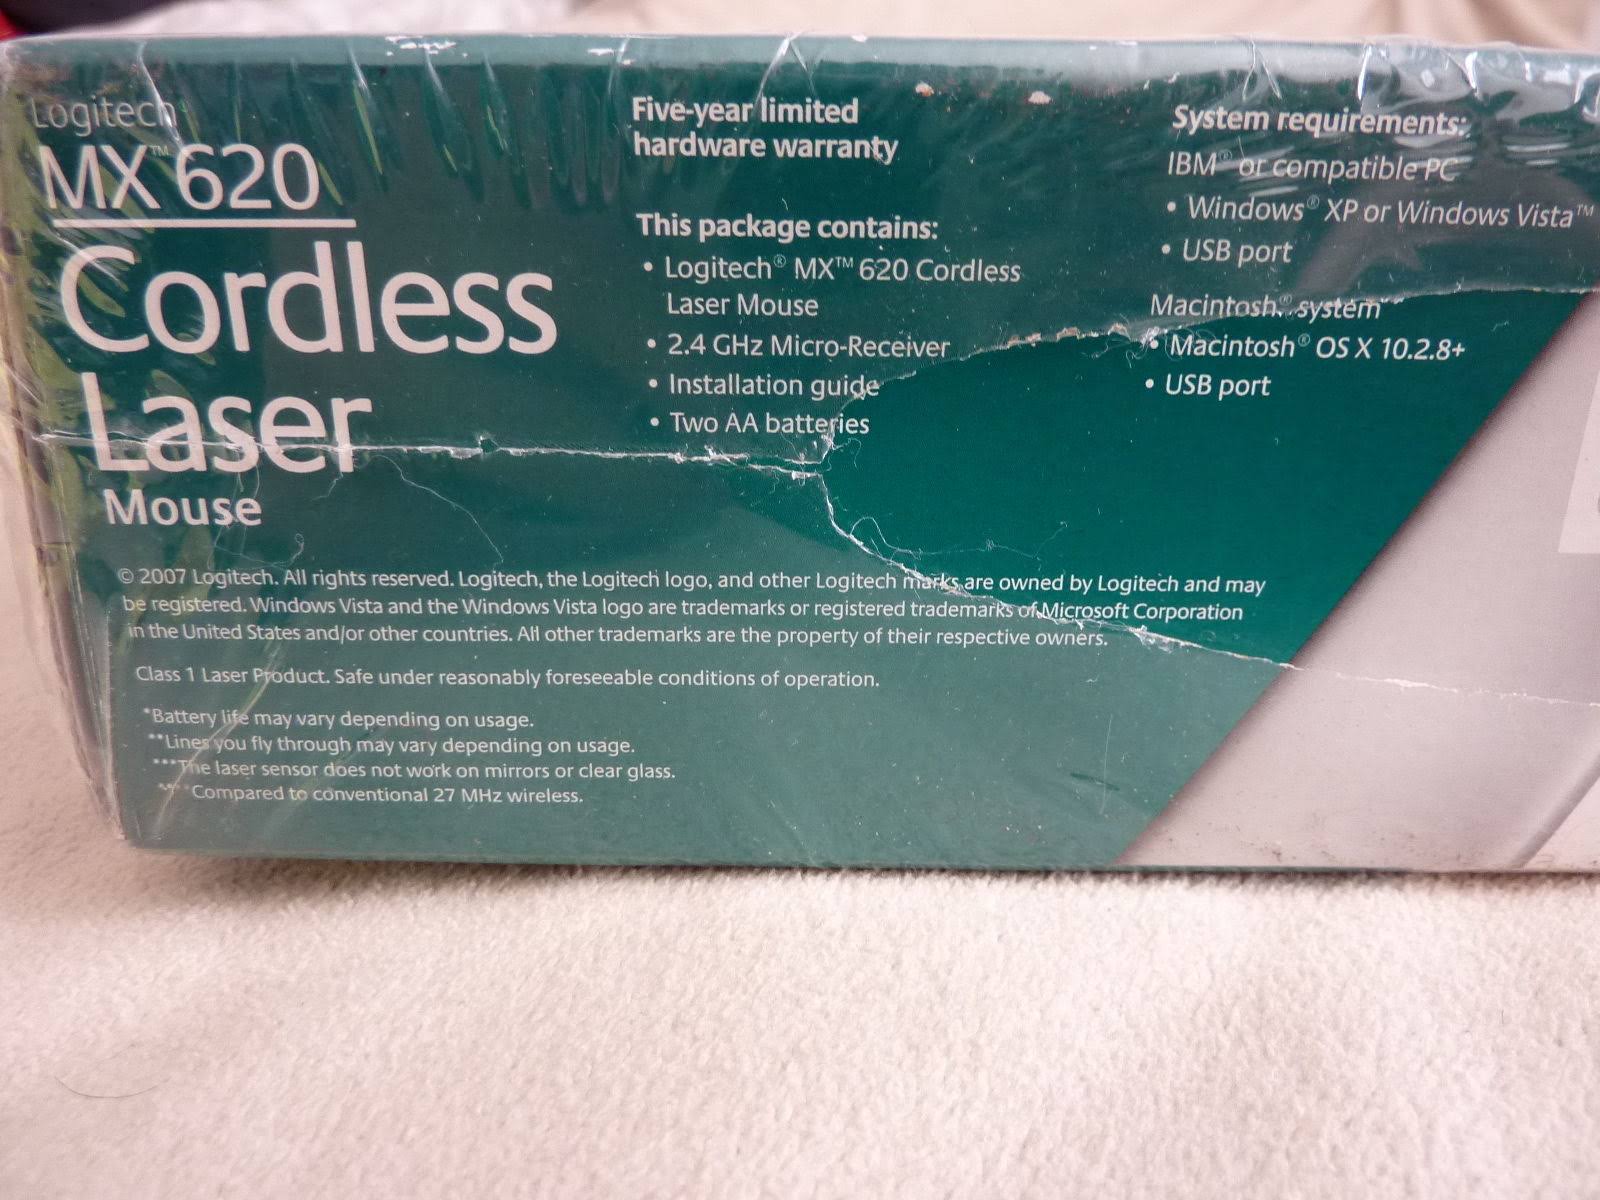 Logitech
MX™ 620
Cordless
Laser
Mouse
Five-year limited
hardware warranty
This package contains:
• Logitech® MX™ 620 Cordless
Laser Mouse
• 2.4 GHz Micro-Receiver
• Installation guide
• Two AA batteries
System requirements:
IBM® or compatible PC
• Windows® XP or Windows Vista™
• USB port
Macintosh® system
• Macintosh® OS X 10.2.8+
• USB port
© 2007 Logitech. All rights reserved. Logitech, the Logitech logo, and other Logitech marks are owned by Logitech and may
be registered. Windows Vista and the Windows Vista logo are trademarks or registered trademarks of Microsoft Corporation
in the United States and/or other countries. All other trademarks are the property of their respective owners.
Class 1 Laser Product. Safe under reasonably foreseeable conditions of operation.
*Battery life may vary depending on usage.
**Lines you fly through may vary depending on usage.
***The laser sensor does not work on mirrors or clear glass.
****Compared to conventional 27 MHz wireless.